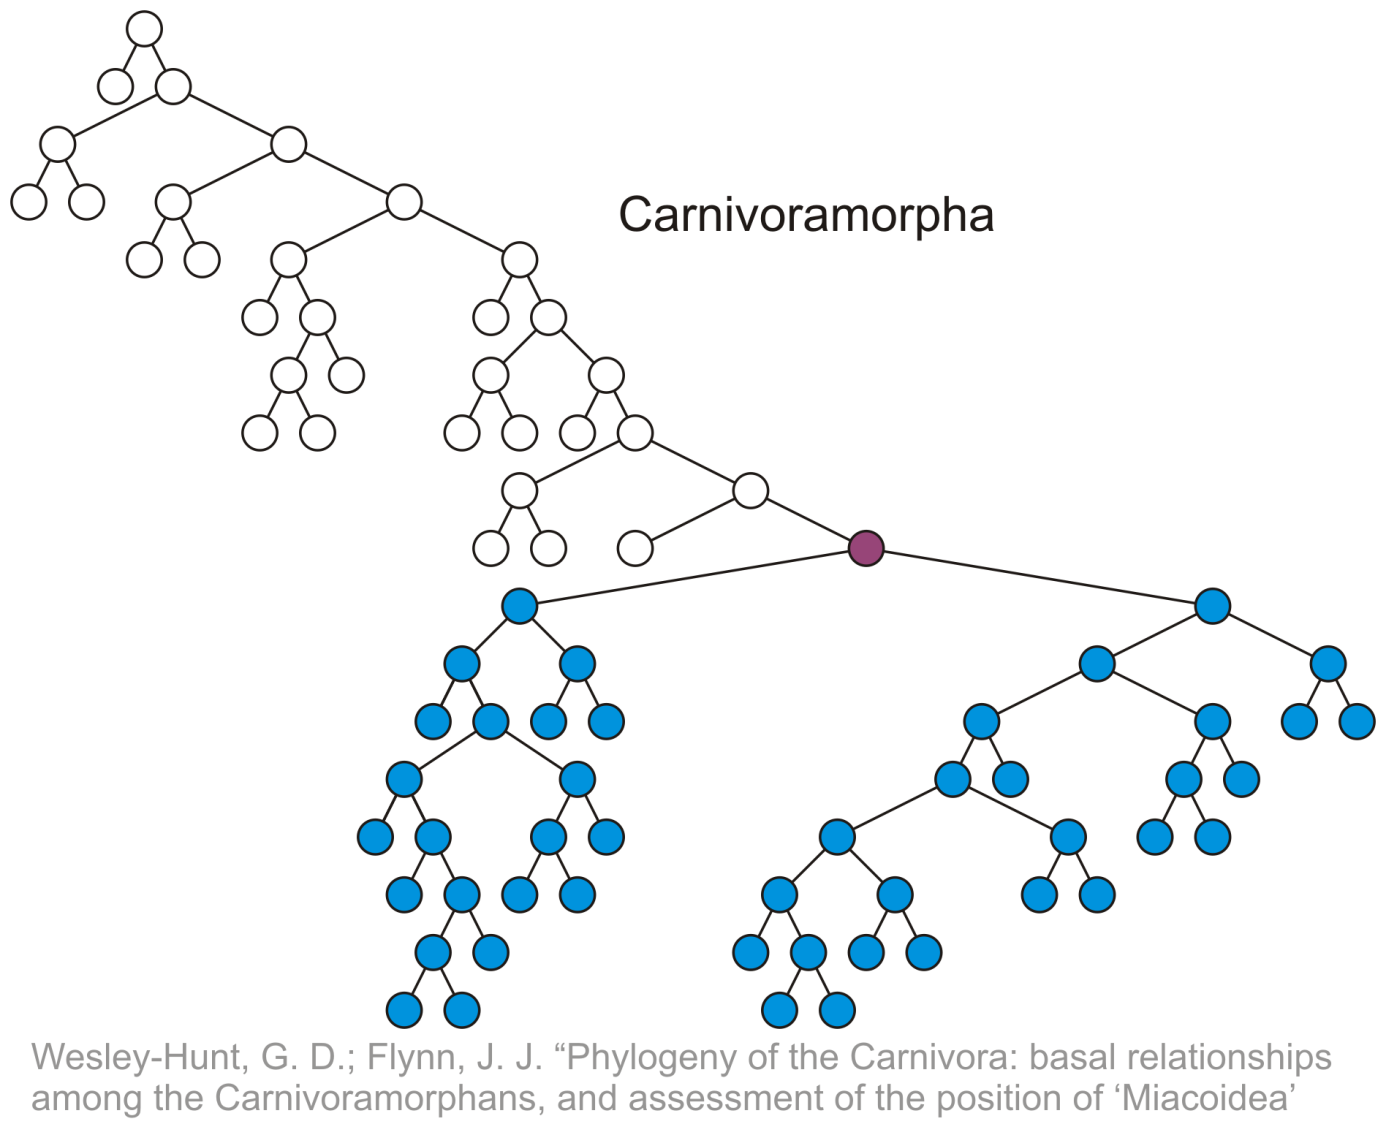 Carnivoramorpha
Wesley-Hunt, G. D.; Flynn, J. J. “Phylogeny of the Carnivora: basal relationships
among the Carnivoramorphans, and assessment of the position of ‘Miacoidea’